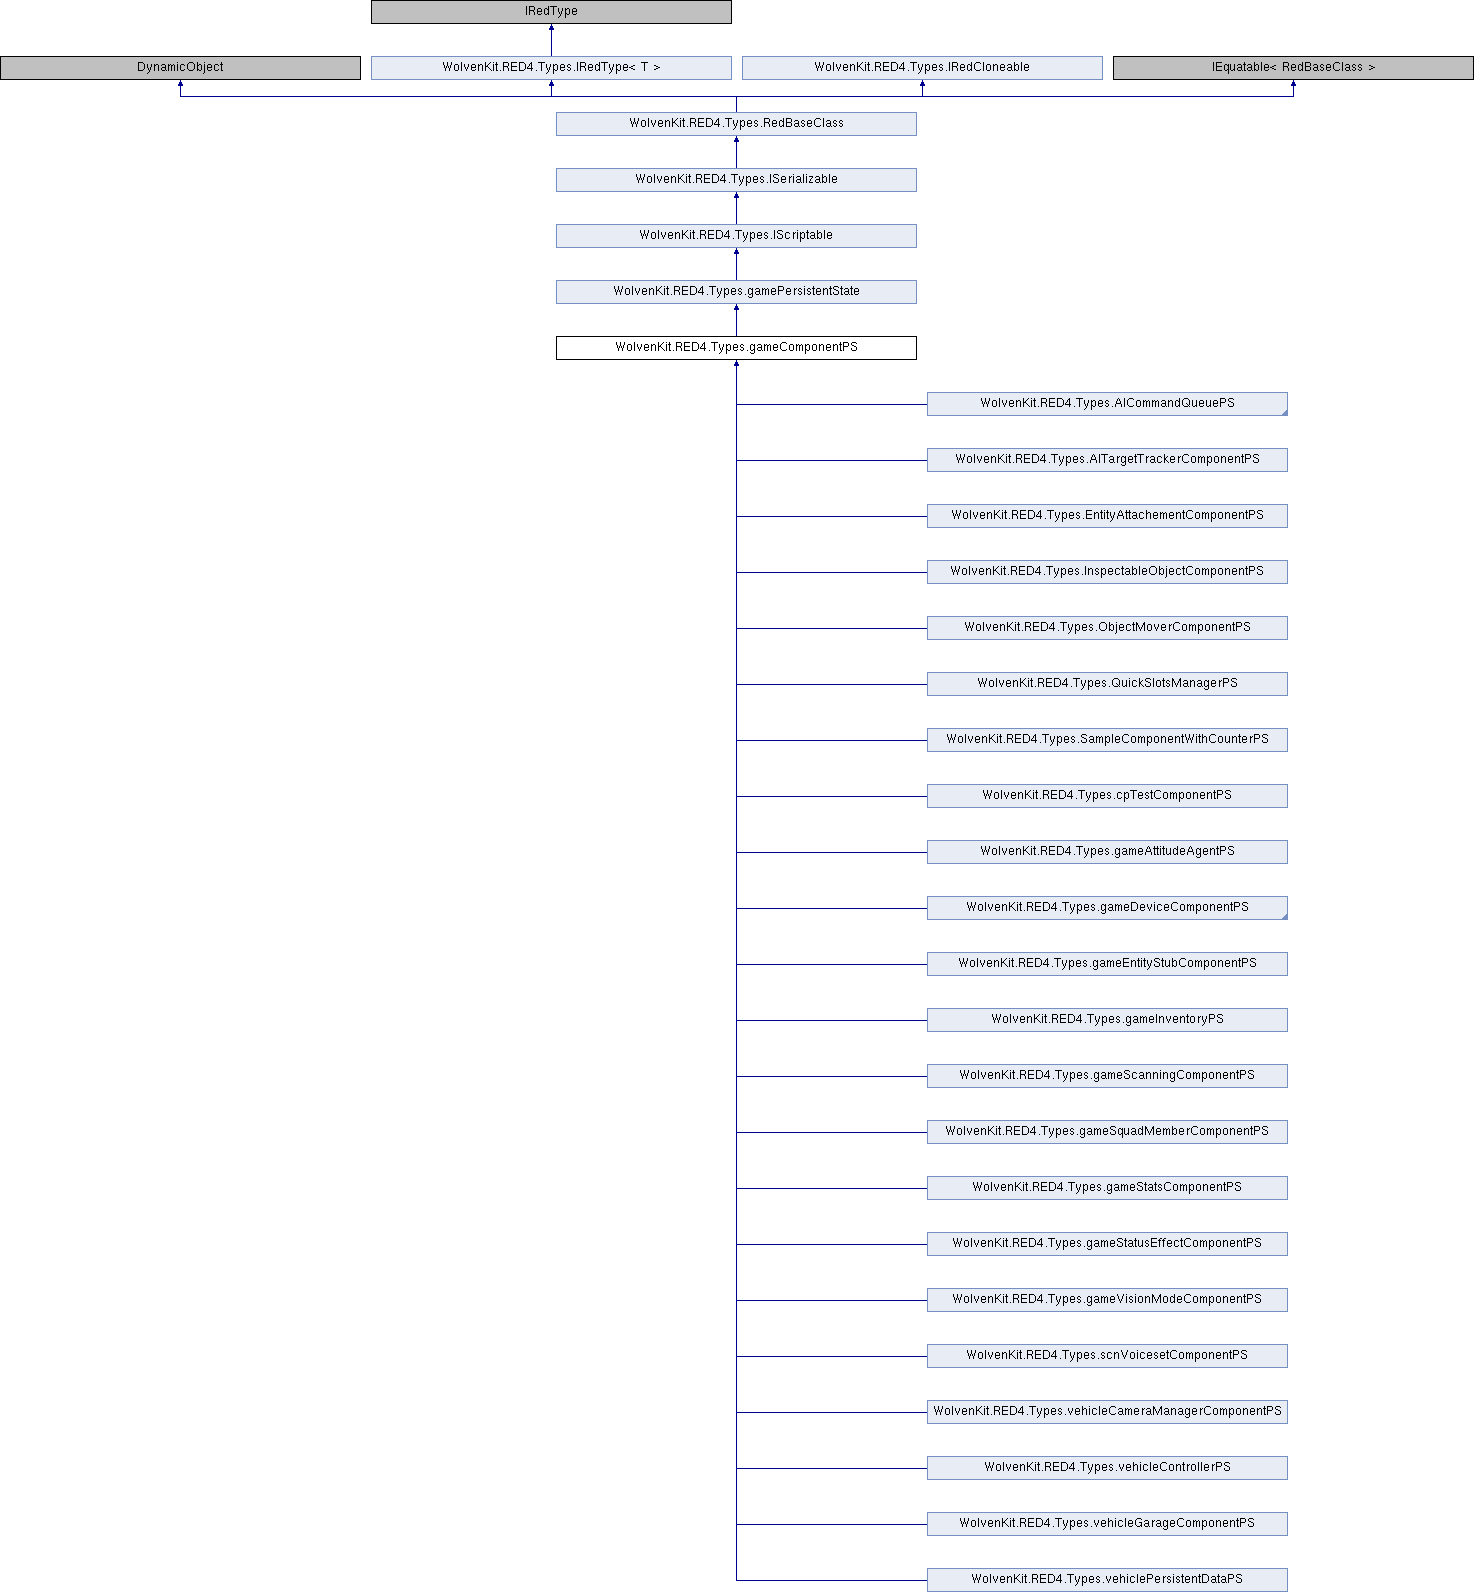 IRedType
DynamicObject
WolvenKit.RED4.Types.IRedType< T >
WolvenKit.RED4.Types.IRedCloneable
IEquatable< RedBaseClass >
WolvenKit.RED4.Types.RedBaseClass
WolvenKit.RED4.Types.ISerializable
WolvenKit.RED4.Types.IScriptable
WolvenKit.RED4.Types.gamePersistentState
WolvenKit.RED4.Types.gameComponentPS
WolvenKit.RED4.Types.AICommandQueuePS
WolvenKit.RED4.Types.AITargetTrackerComponentPS
WolvenKit.RED4.Types.EntityAttachementComponentPS
WolvenKit.RED4.Types.InspectableObjectComponentPS
WolvenKit.RED4.Types.ObjectMoverComponentPS
WolvenKit.RED4.Types.QuickSlotsManagerPS
WolvenKit.RED4.Types.SampleComponentWithCounterPS
WolvenKit.RED4.Types.cpTestComponentPS
WolvenKit.RED4.Types.gameAttitudeAgentPS
WolvenKit.RED4.Types.gameDeviceComponentPS
WolvenKit.RED4.Types.gameEntityStubComponentPS
WolvenKit.RED4.Types.gameInventoryPS
WolvenKit.RED4.Types.gameScanningComponentPS
WolvenKit.RED4.Types.gameSquadMemberComponentPS
WolvenKit.RED4.Types.gameStatsComponentPS
WolvenKit.RED4.Types.gameStatusEffectComponentPS
WolvenKit.RED4.Types.gameVisionModeComponentPS
WolvenKit.RED4.Types.scnVoicesetComponentPS
WolvenKit.RED4.Types.vehicleCameraManagerComponentPS
WolvenKit.RED4.Types.vehicleControllerPS
WolvenKit.RED4.Types.vehicleGarageComponentPS
WolvenKit.RED4.Types.vehiclePersistentDataPS